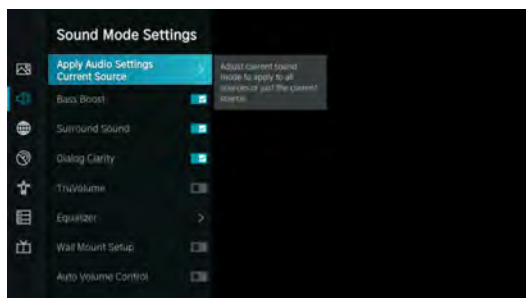 Sound Mode Settings
Apply Audio Settings
Current Source
Adjust current sound
mode to apply to all
sources or just the current
source.
Bass Boost
Surround Sound
Dialog Clarity
TruVolume
Equalizer
Wall Mount Setup
Auto Volume Control